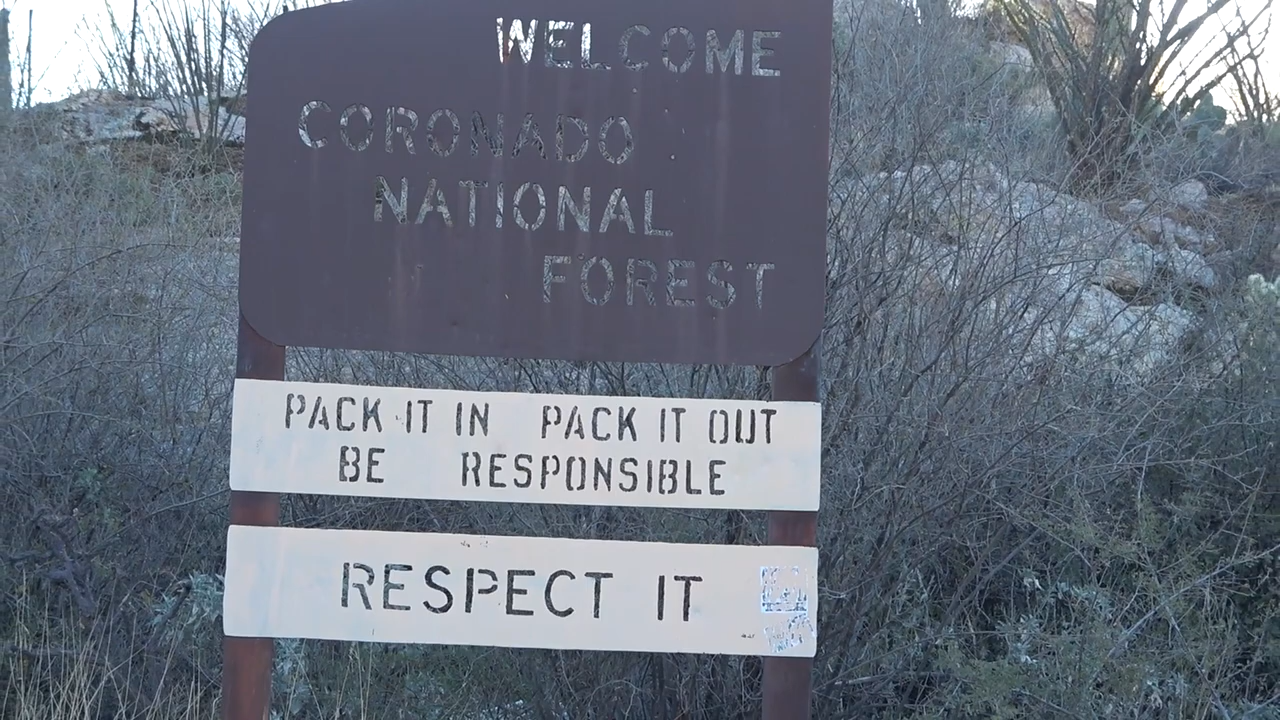 WELCOME
CORONADO
NATIONAL
FOREST
PACK IT IN PACK IT OUT
BE RESPONSIBLE
RESPECT IT